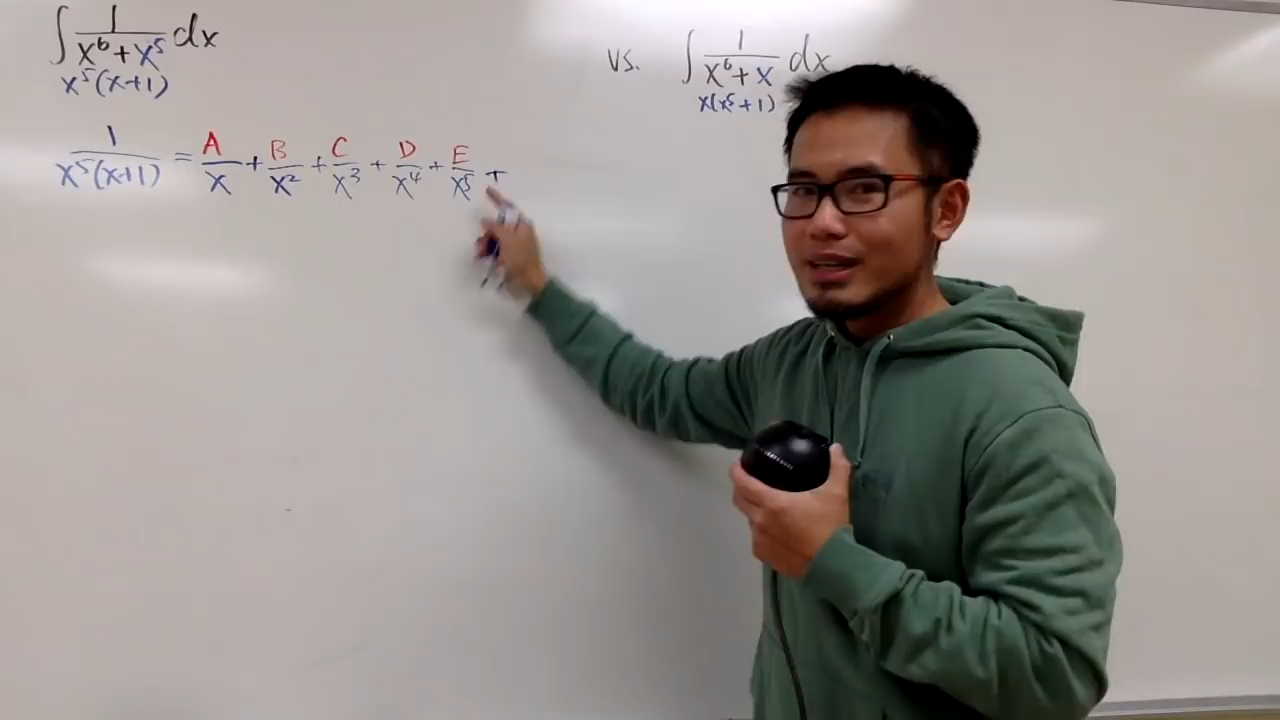 ∫ 1/(x⁶+x⁵) dx
x⁵(x+1)
vs. ∫ 1/(x⁶+x) dx
x(x⁵+1)
1/(x⁵(x+1)) = A/x + B/x² + C/x³ + D/x⁴ + E/x⁵ +